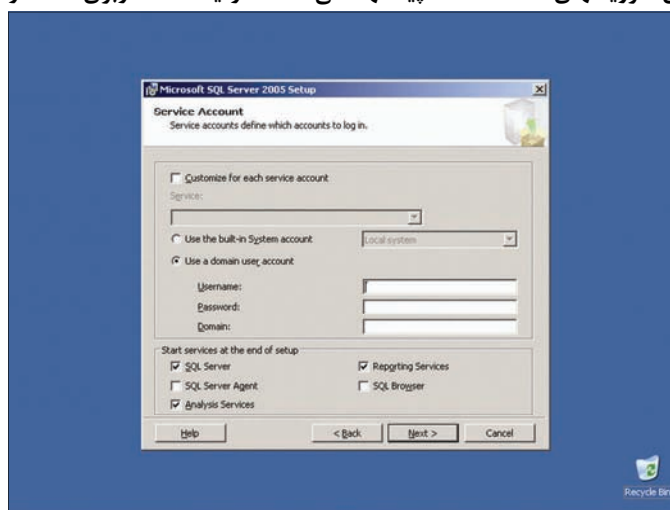 Microsoft SQL Server 2005 Setup
Service Account
Service accounts define which accounts to log in.
Customize for each service account
Service:
Use the built-in System account
Local system
Use a domain user account
Username:
Password:
Domain:
Start services at the end of setup
SQL Server
Reporting Services
SQL Server Agent
SQL Browser
Analysis Services
Help
< Back
Next >
Cancel
Recycle Bin